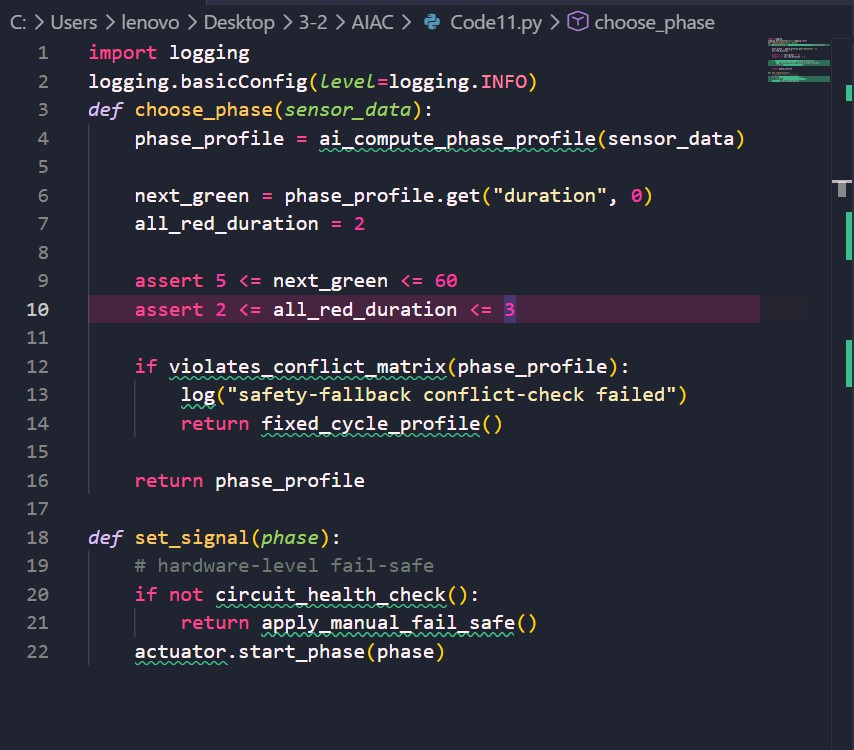 C: > Users > lenovo > Desktop > 3-2 > AIAC > Code11.py > choose_phase
1 import logging
2 logging.basicConfig(level=logging.INFO)
3 def choose_phase(sensor_data):
4     phase_profile = ai_compute_phase_profile(sensor_data)
5
6     next_green = phase_profile.get("duration", 0)
7     all_red_duration = 2
8
9     assert 5 <= next_green <= 60
10     assert 2 <= all_red_duration <= 3
11
12     if violates_conflict_matrix(phase_profile):
13         log("safety-fallback conflict-check failed")
14         return fixed_cycle_profile()
15
16     return phase_profile
17
18 def set_signal(phase):
19     # hardware-level fail-safe
20     if not circuit_health_check():
21         return apply_manual_fail_safe()
22     actuator.start_phase(phase)